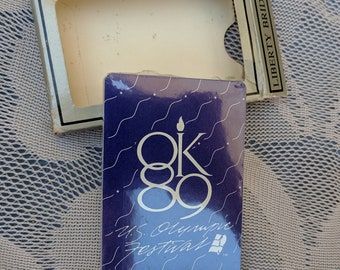 LIBERTY BRID
OK
89
U.S. Olympic
Festival